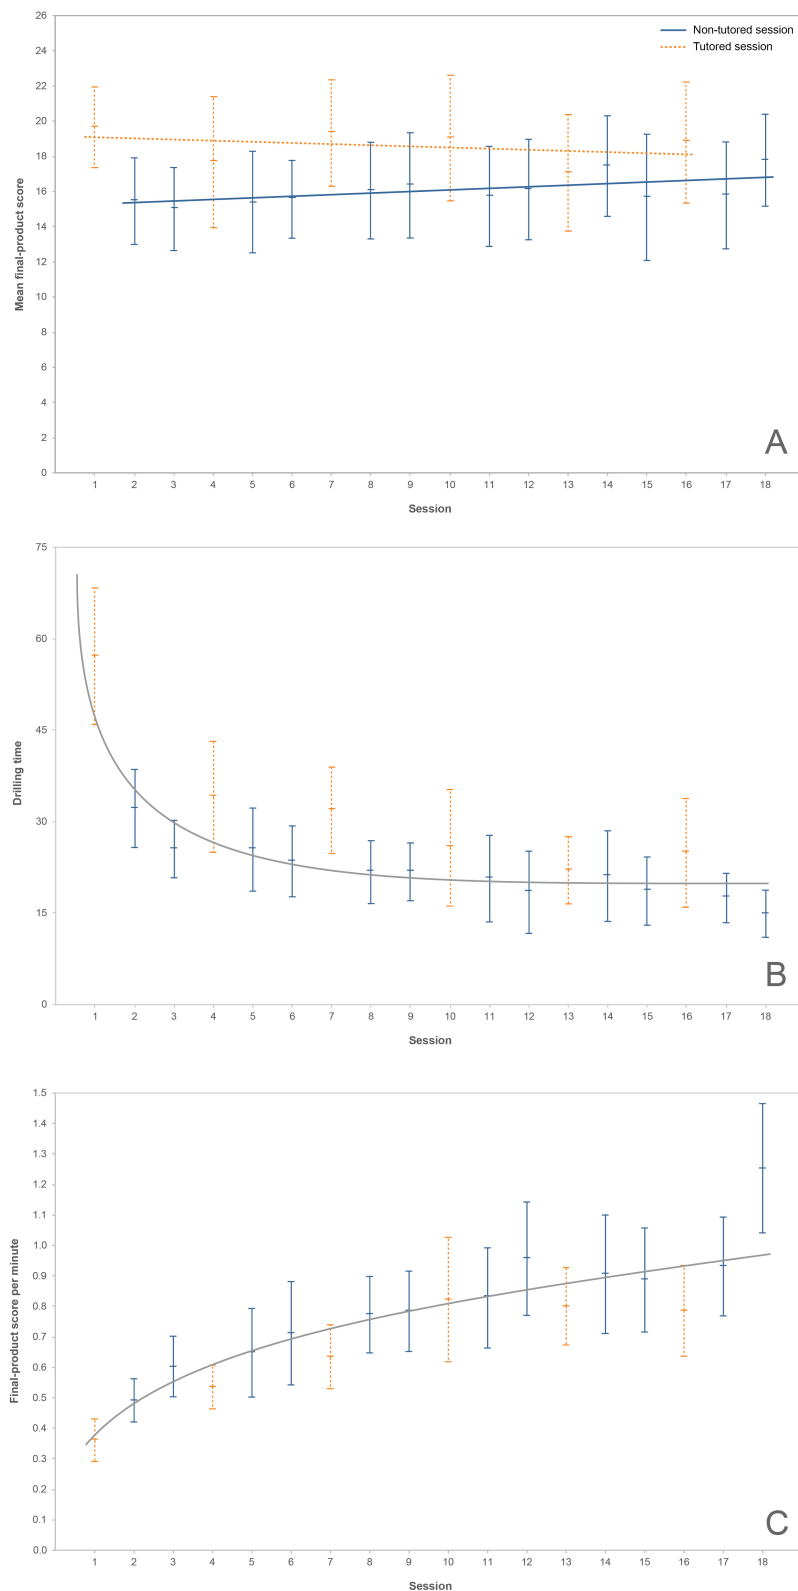 26
24
22
20
18
16
14
12
10
8
6
4
2
0
Mean final-product score
Non-tutored session
Tutored session
A
1 2 3 4 5 6 7 8 9 10 11 12 13 14 15 16 17 18
Session
75
60
45
30
15
0
Drilling time
B
1 2 3 4 5 6 7 8 9 10 11 12 13 14 15 16 17 18
Session
1.5
1.4
1.3
1.2
1.1
1.0
0.9
0.8
0.7
0.6
0.5
0.4
0.3
0.2
0.1
0.0
Final-product score per minute
C
1 2 3 4 5 6 7 8 9 10 11 12 13 14 15 16 17 18
Session